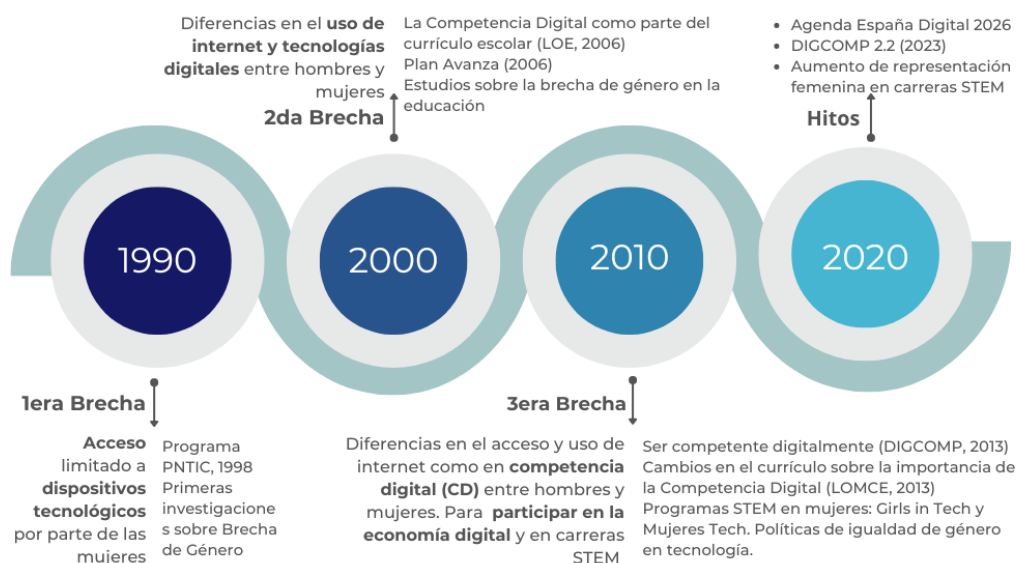 Diferencias en el uso de
internet y tecnologías
digitales entre hombres y
mujeres
2da Brecha
La Competencia Digital como parte del
currículo escolar (LOE, 2006)
Plan Avanza (2006)
Estudios sobre la brecha de género en la
educación
• Agenda España Digital 2026
• DIGCOMP 2.2 (2023)
• Aumento de representación
femenina en carreras STEM
Hitos
1990
2000
2010
2020
1era Brecha
Acceso
limitado a
dispositivos
tecnológicos
por parte de las
mujeres
Programa
PNTIC, 1998
Primeras
investigacione
s sobre Brecha
de Género
3era Brecha
Diferencias en el acceso y uso de
internet como en competencia
digital (CD) entre hombres y
mujeres. Para participar en la
economía digital y en carreras
STEM
Ser competente digitalmente (DIGCOMP, 2013)
Cambios en el currículo sobre la importancia de
la Competencia Digital (LOMCE, 2013)
Programas STEM en mujeres: Girls in Tech y
Mujeres Tech. Políticas de igualdad de género
en tecnología.